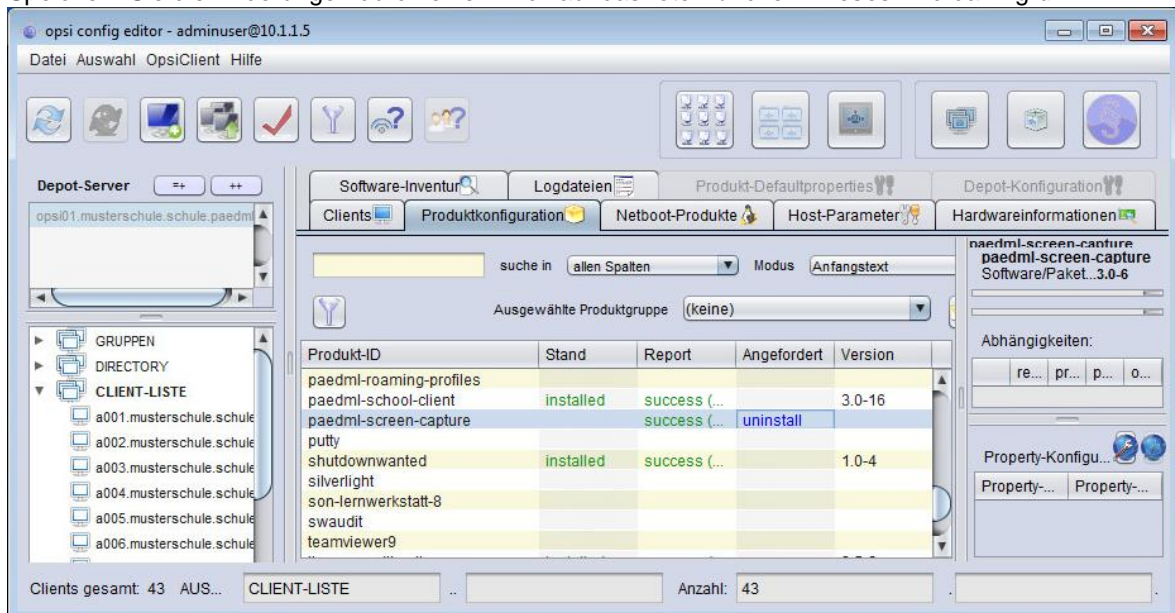 opsi config editor - adminuser@10.1.1.5
Datei Auswahl OpsiClient Hilfe
Depot-Server =+ ++
opsi01.musterschule.schule.paedml
Software-Inventur Logdateien Produkt-Defaultproperties Depot-Konfiguration
Clients Produktkonfiguration Netboot-Produkte Host-Parameter Hardwareinformationen
suche in allen Spalten Modus Anfangstext
Ausgewählte Produktgruppe (keine)
GRUPPEN
DIRECTORY
CLIENT-LISTE
a001.musterschule.schule
a002.musterschule.schule
a003.musterschule.schule
a004.musterschule.schule
a005.musterschule.schule
a006.musterschule.schule
Produkt-ID Stand Report Angefordert Version
paedml-roaming-profiles
paedml-school-client installed success (... 3.0-16
paedml-screen-capture success (... uninstall
putty
shutdownwanted installed success (... 1.0-4
silverlight
son-lernwerkstatt-8
swaudit
teamviewer9
paedml-screen-capture
paedml-screen-capture
Software/Paket...3.0-6
Abhängigkeiten:
re... pr... p... o...
Property-Konfigu...
Property-... Property-...
Clients gesamt: 43 AUS... CLIENT-LISTE .. Anzahl: 43 . .